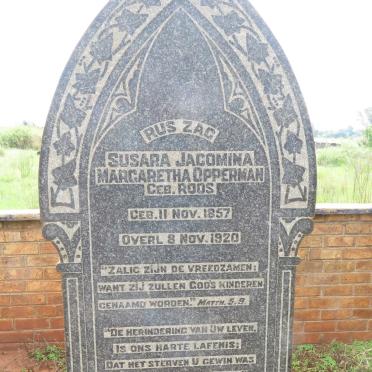 RUS ZAG
SUSARA JACOMINA
MARGARETHA OPPERMAN
GEB. ROOS
GEB. 11 NOV. 1857
OVERL 8 NOV. 1920
"ZALIG ZIJN DE VREEDZAMEN:
WANT ZIJ ZULLEN GOD'S KINDEREN
GENAAMD WORDEN." MATTH. 5.9.
"DE HERINDERING VAN UW LEVEN,
IS ONS HARTE LAFENIS;
DAT HET STERVEN U GEWIN WAS